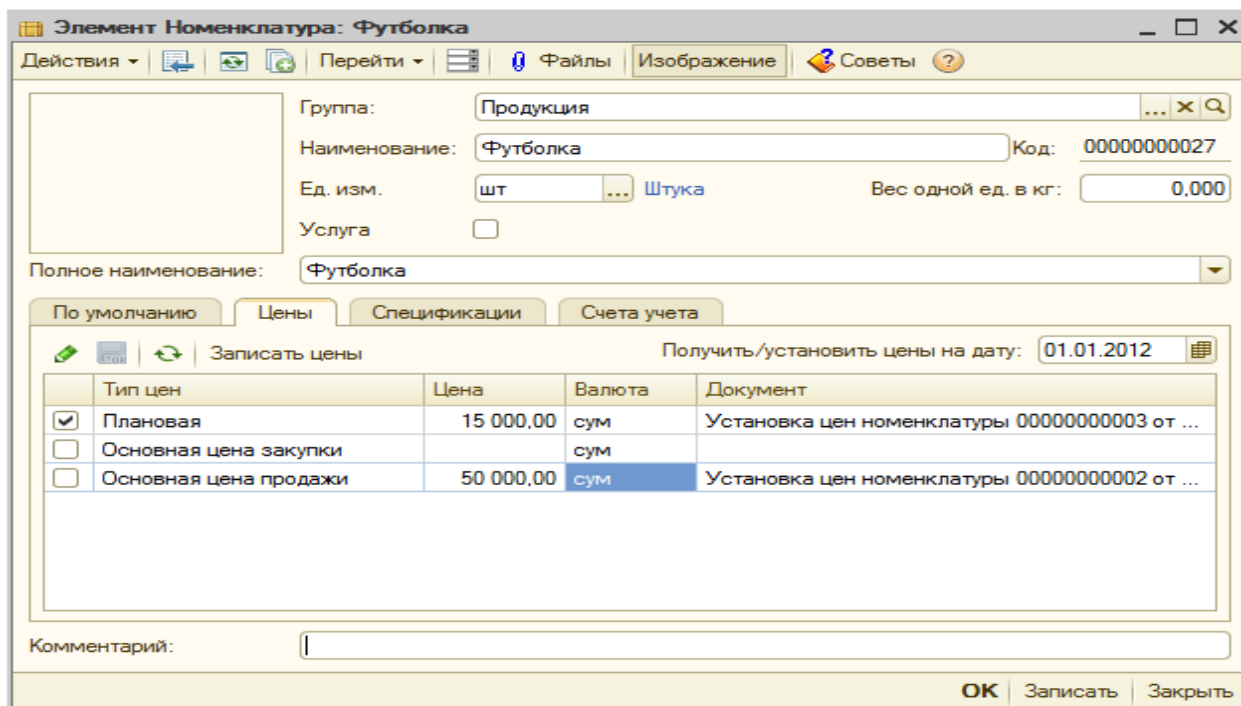 Элемент Номенклатура: Футболка
Действия Перейти Файлы Изображение Советы
Группа: Продукция ...
Наименование: Футболка Код: 00000000027
Ед. изм. шт ... Штука Вес одной ед. в кг: 0,000
Услуга
Полное наименование: Футболка
По умолчанию Цены Спецификации Счета учета
Записать цены Получить/установить цены на дату: 01.01.2012
Тип цен Цена Валюта Документ
Плановая 15 000,00 сум Установка цен номенклатуры 00000000003 от ...
Основная цена закупки сум
Основная цена продажи 50 000,00 сум Установка цен номенклатуры 00000000002 от ...
Комментарий:
OK Записать Закрыть